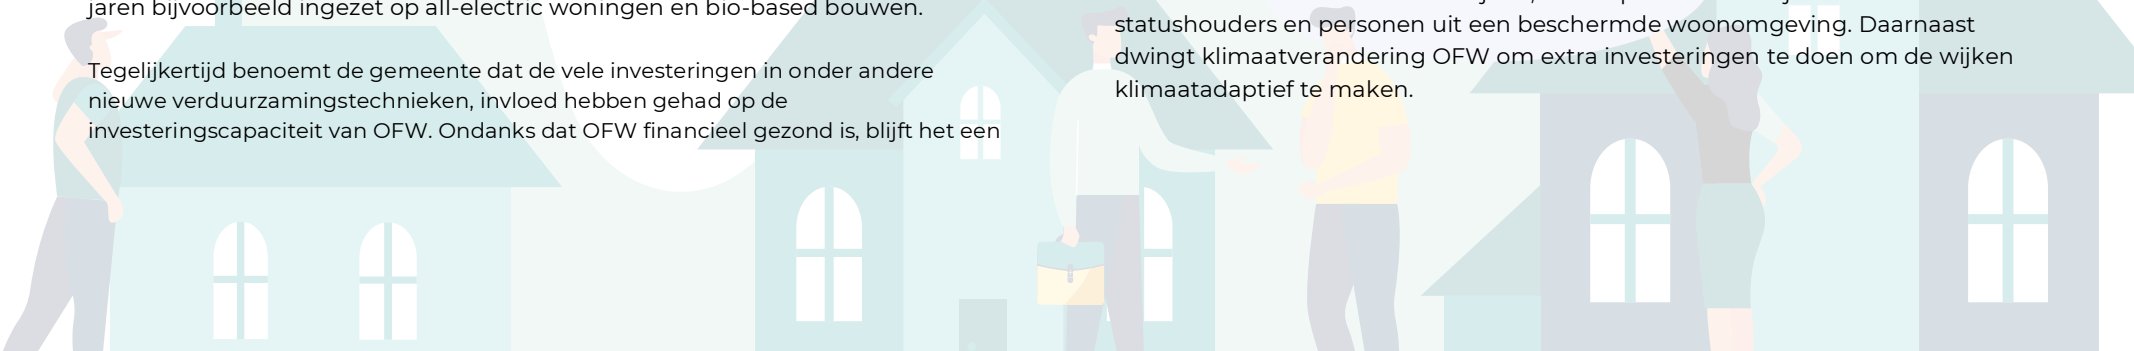 jaren bijvoorbeeld ingezet op all-electric woningen en bio-based bouwen.
Tegelijkertijd benoemt de gemeente dat de vele investeringen in onder andere
nieuwe verduurzamingstechnieken, invloed hebben gehad op de
investeringscapaciteit van OFW. Ondanks dat OFW financieel gezond is, blijft het een
statushouders en personen uit een beschermde woonomgeving. Daarnaast
dwingt klimaatverandering OFW om extra investeringen te doen om de wijken
klimaatadaptief te maken.